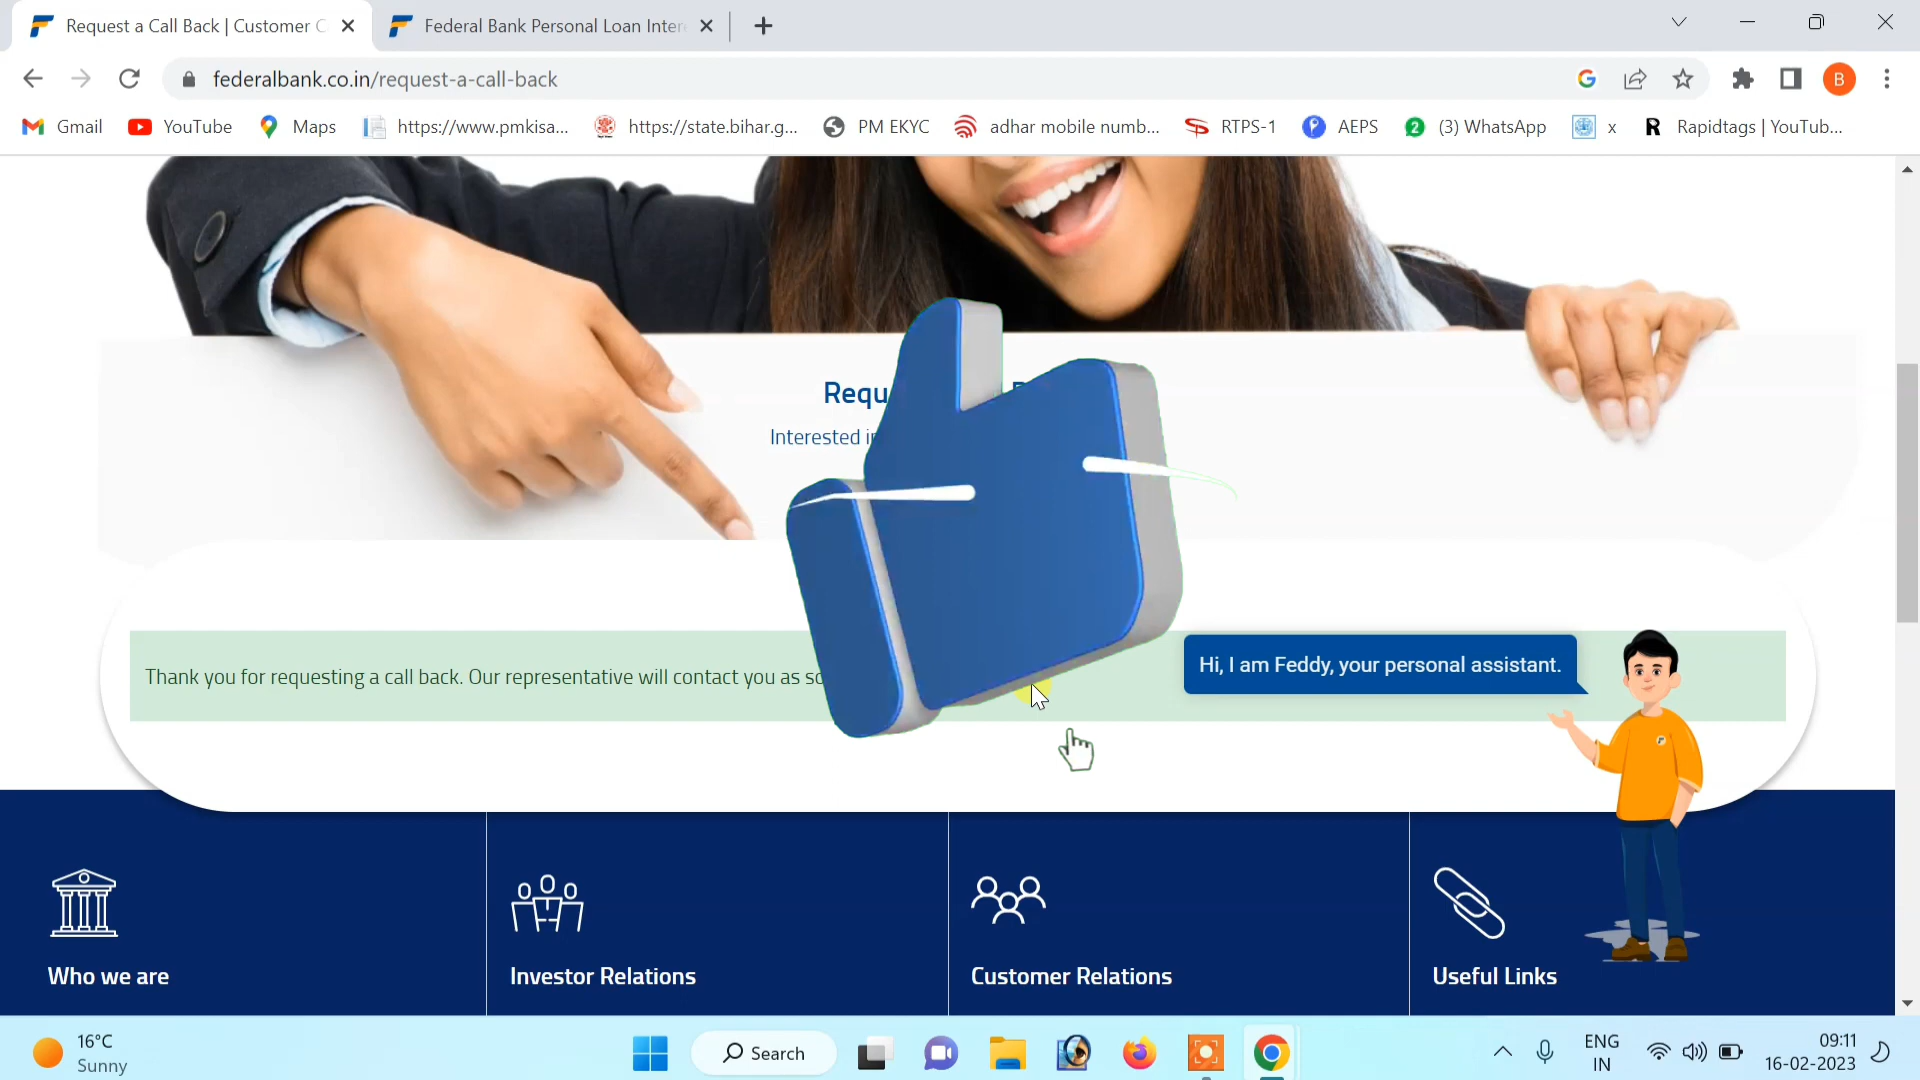 Request a Call Back | Customer C
Federal Bank Personal Loan Inter
federalbank.co.in/request-a-call-back
B
Gmail
YouTube
Maps
https://www.pmkisa...
https://state.bihar.g...
PM EKYC
adhar mobile numb...
RTPS-1
AEPS
2
(3) WhatsApp
x
R
Rapidtags | YouTub...
Requ
Interested in
Thank you for requesting a call back. Our representative will contact you as so
Hi, I am Feddy, your personal assistant.
Who we are
Investor Relations
Customer Relations
Useful Links
16°C
Sunny
Search
ENG
IN
09:11
16-02-2023